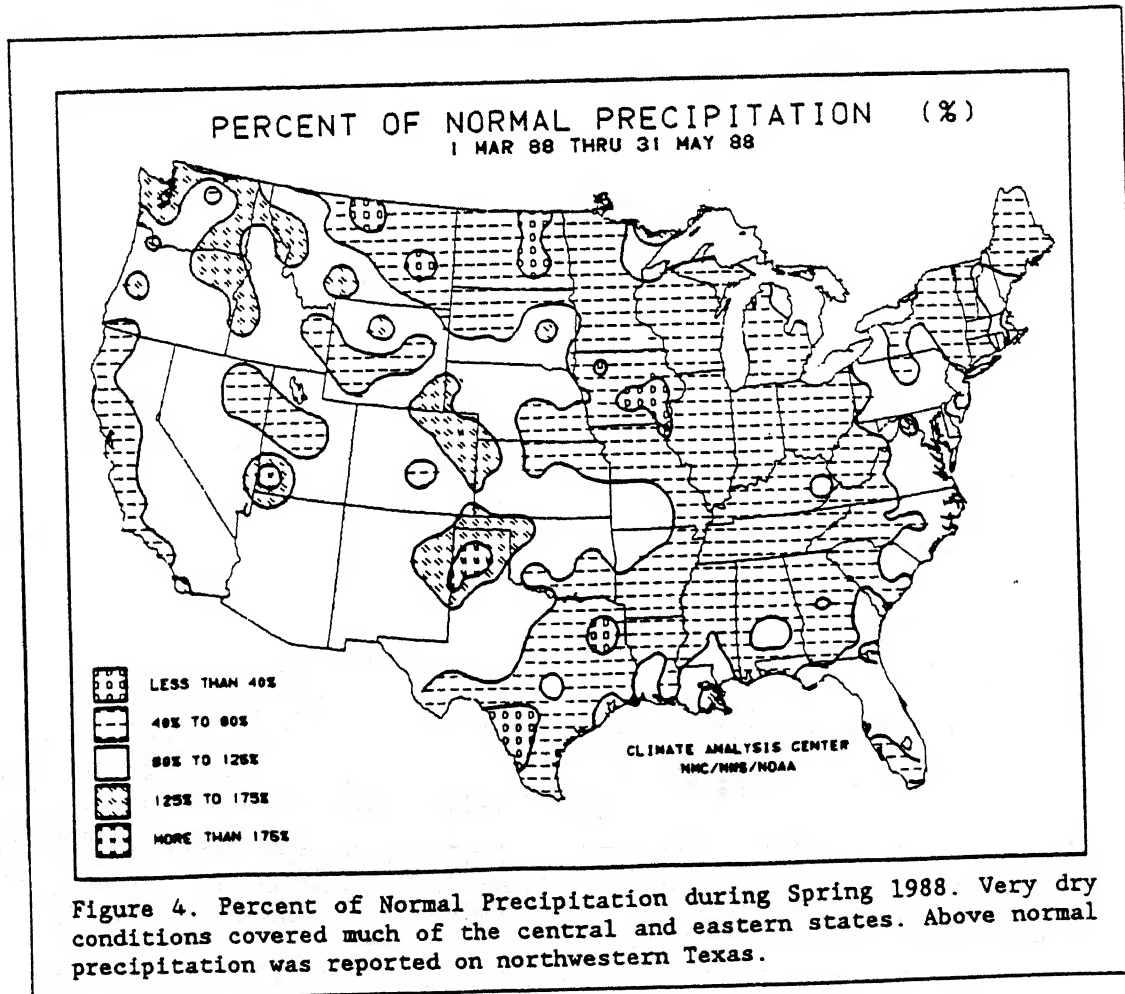 PERCENT OF NORMAL PRECIPITATION (%)
1 MAR 88 THRU 31 MAY 88
LESS THAN 40%
40% TO 80%
80% TO 125%
125% TO 175%
MORE THAN 175%
CLIMATE ANALYSIS CENTER
NMC/NWS/NOAA
Figure 4. Percent of Normal Precipitation during Spring 1988. Very dry
conditions covered much of the central and eastern states. Above normal
precipitation was reported on northwestern Texas.